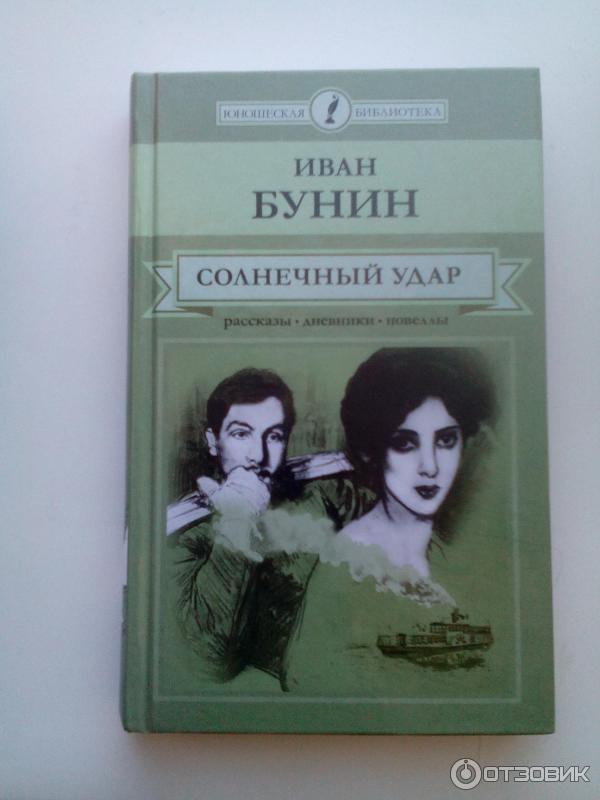 ЮНОШЕСКАЯ БИБЛИОТЕКА
ИВАН
БУНИН
СОЛНЕЧНЫЙ УДАР
рассказы • дневники • новеллы
ОТЗОВИК